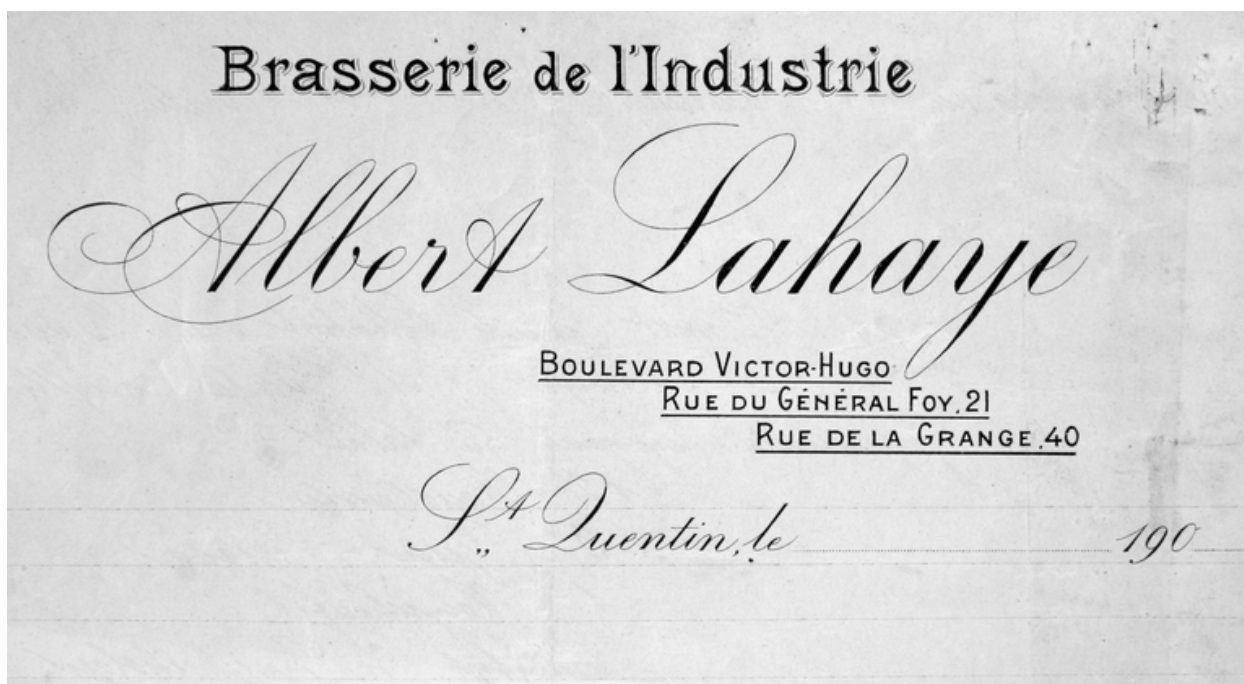 Brasserie de l'Industrie
Albert Lahaye
BOULEVARD VICTOR-HUGO
RUE DU GÉNÉRAL FOY, 21
RUE DE LA GRANGE, 40
St Quentin, le 190